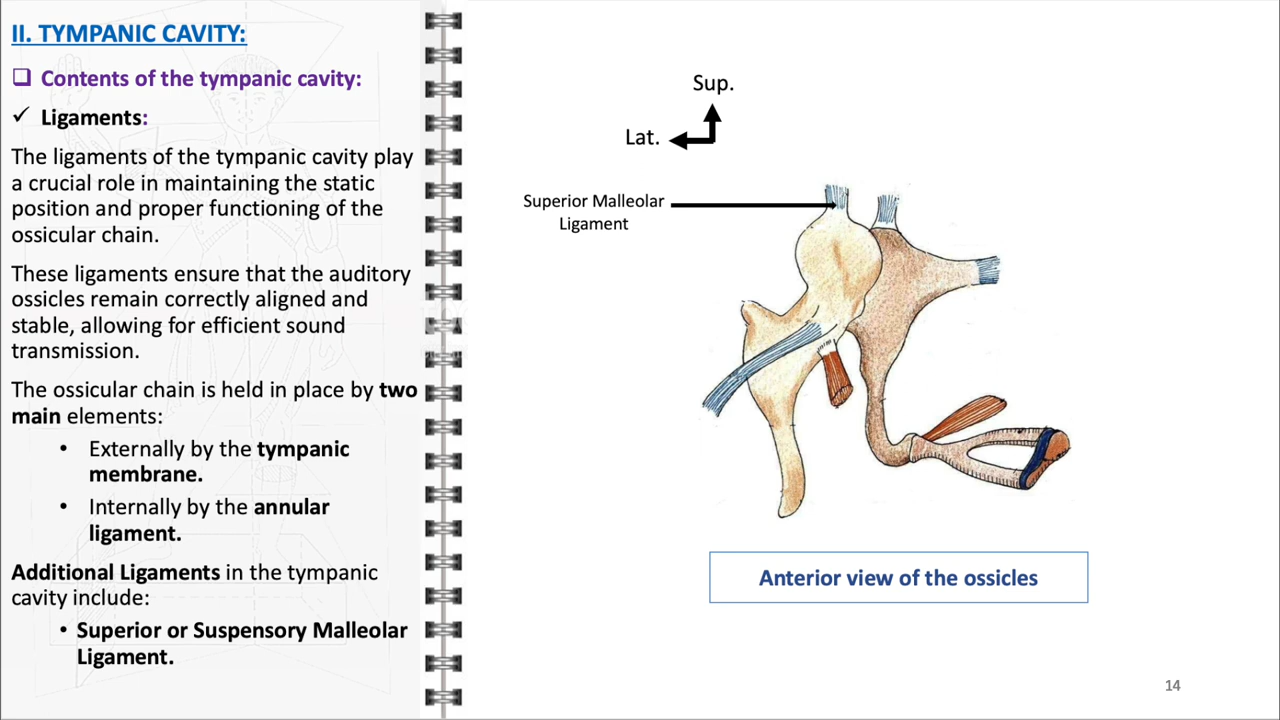 II. TYMPANIC CAVITY:
❑ Contents of the tympanic cavity:
✓ Ligaments:
The ligaments of the tympanic cavity play
a crucial role in maintaining the static
position and proper functioning of the
ossicular chain.
These ligaments ensure that the auditory
ossicles remain correctly aligned and
stable, allowing for efficient sound
transmission.
The ossicular chain is held in place by two
main elements:
• Externally by the tympanic
membrane.
• Internally by the annular
ligament.
Additional Ligaments in the tympanic
cavity include:
• Superior or Suspensory Malleolar
Ligament.
Sup.
Lat.
Superior Malleolar
Ligament
Anterior view of the ossicles
14